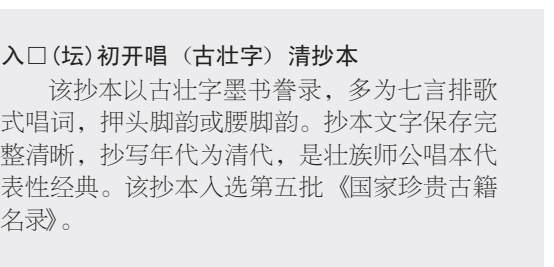 入□(坛)初开唱（古壮字）清抄本
该抄本以古壮字墨书誊录，多为七言排歌
式唱词，押头脚韵或腰脚韵。抄本文字保存完
整清晰，抄写年代为清代，是壮族师公唱本代
表性经典。该抄本入选第五批《国家珍贵古籍
名录》。